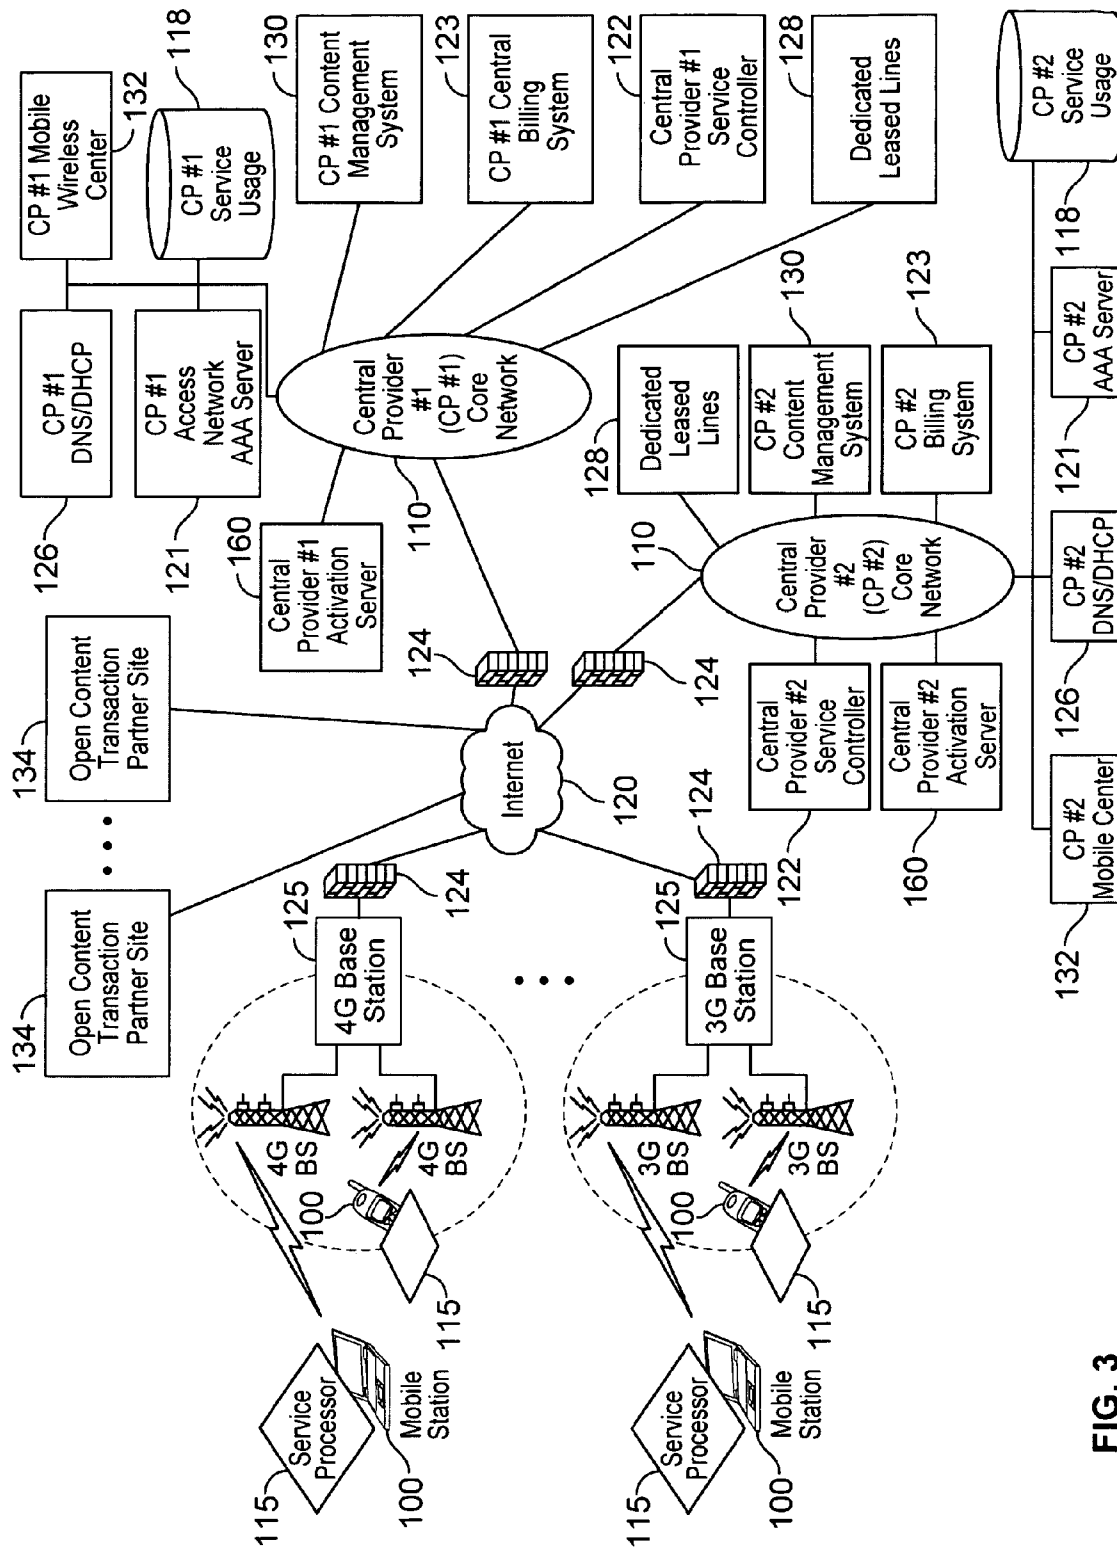 134
Open Content
Transaction
Partner Site
134
Open Content
Transaction
Partner Site
126
CP #1
DNS/DHCP
CP #1 Mobile
Wireless
Center
132
121
CP #1
Access
Network
AAA Server
CP #1
Service
Usage
118
160
Central
Provider #1
Activation
Server
110
Central
Provider
#1
(CP #1)
Core
Network
CP #1 Content
Management
System
130
CP #1 Central
Billing
System
123
Central
Provider #1
Service
Controller
122
Dedicated
Leased Lines
128
115
Service
Processor
100
Mobile
Station
115
100
4G
BS
4G
BS
4G Base
Station
125
124
Internet
120
124
124
115
Service
Processor
100
Mobile
Station
115
100
3G
BS
3G
BS
3G Base
Station
125
124
110
128
Dedicated
Leased
Lines
Central
Provider #2
Service
Controller
122
Central
Provider
#2
(CP #2)
Core
Network
CP #2
Content
Management
System
130
Central
Provider #2
Activation
Server
160
CP #2
Billing
System
123
CP #2
Mobile Center
132
CP #2
DNS/DHCP
126
CP #2
AAA Server
121
CP #2
Service
Usage
118
FIG. 3